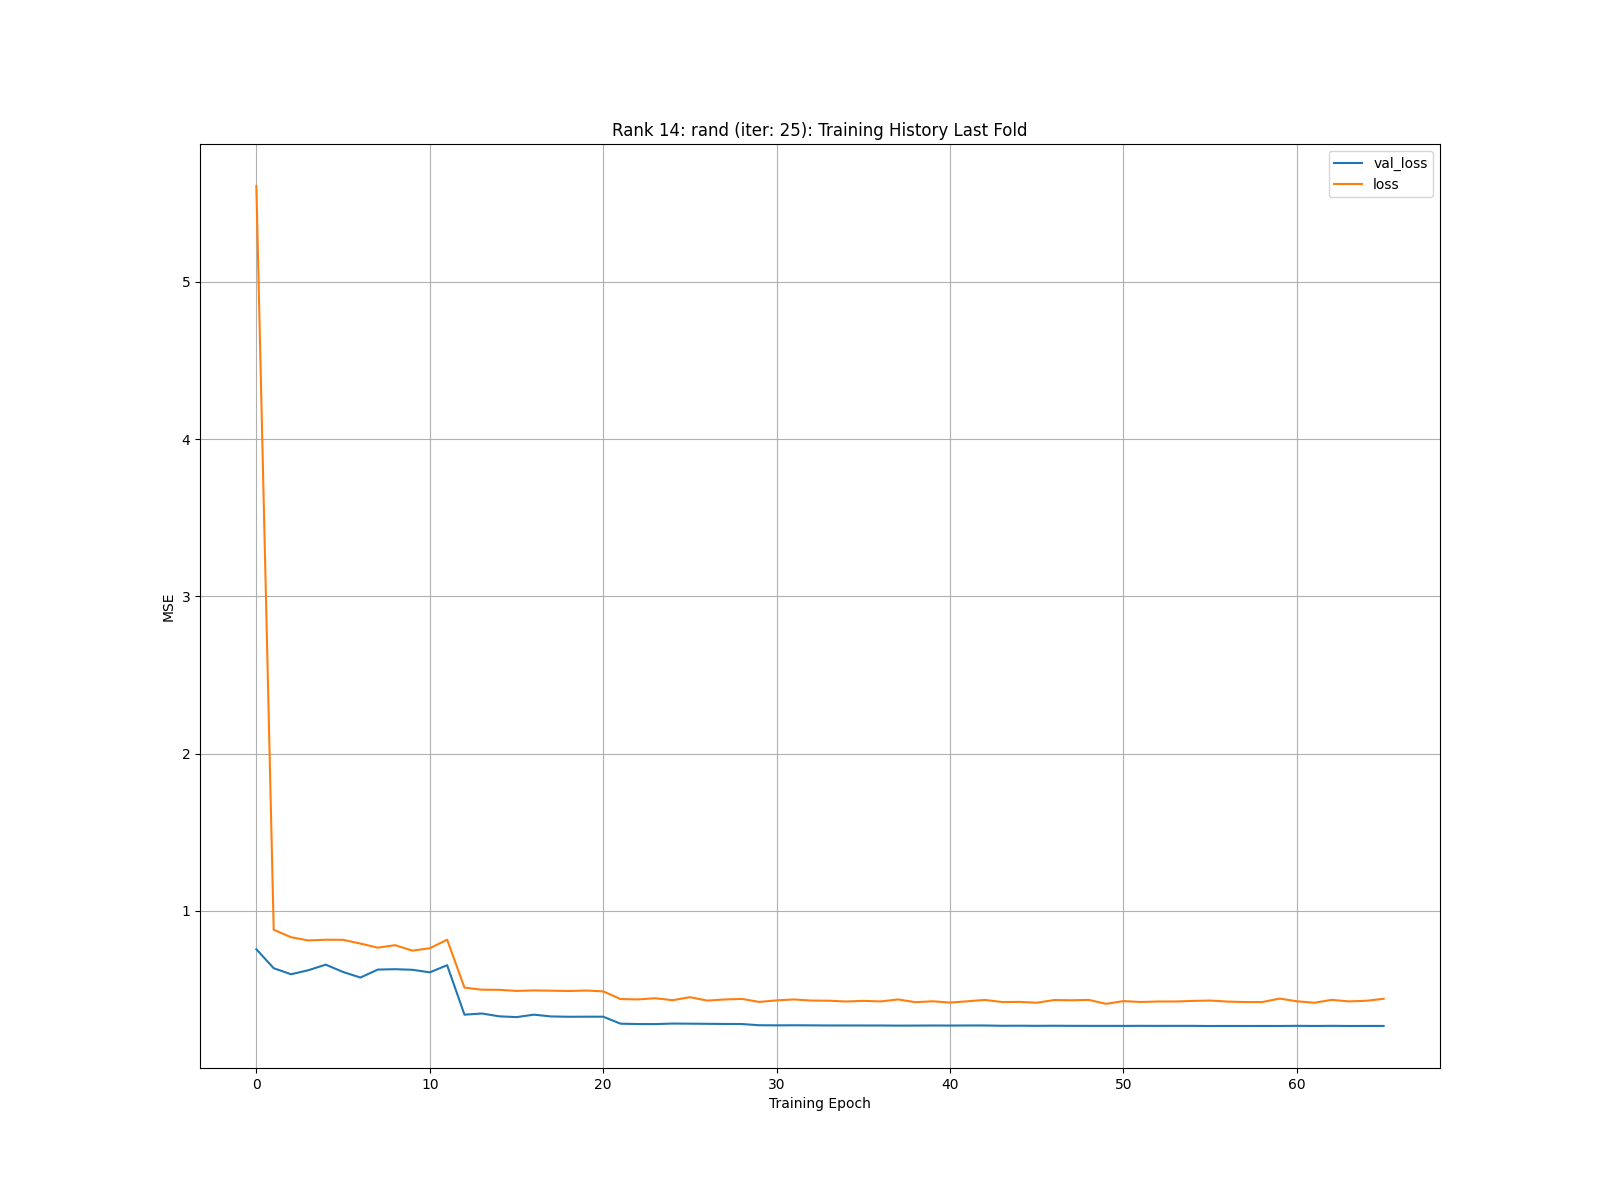 Rank 14: rand (iter: 25): Training History Last Fold
val_loss
loss
5
4
3
2
1
MSE
0 10 20 30 40 50 60
Training Epoch